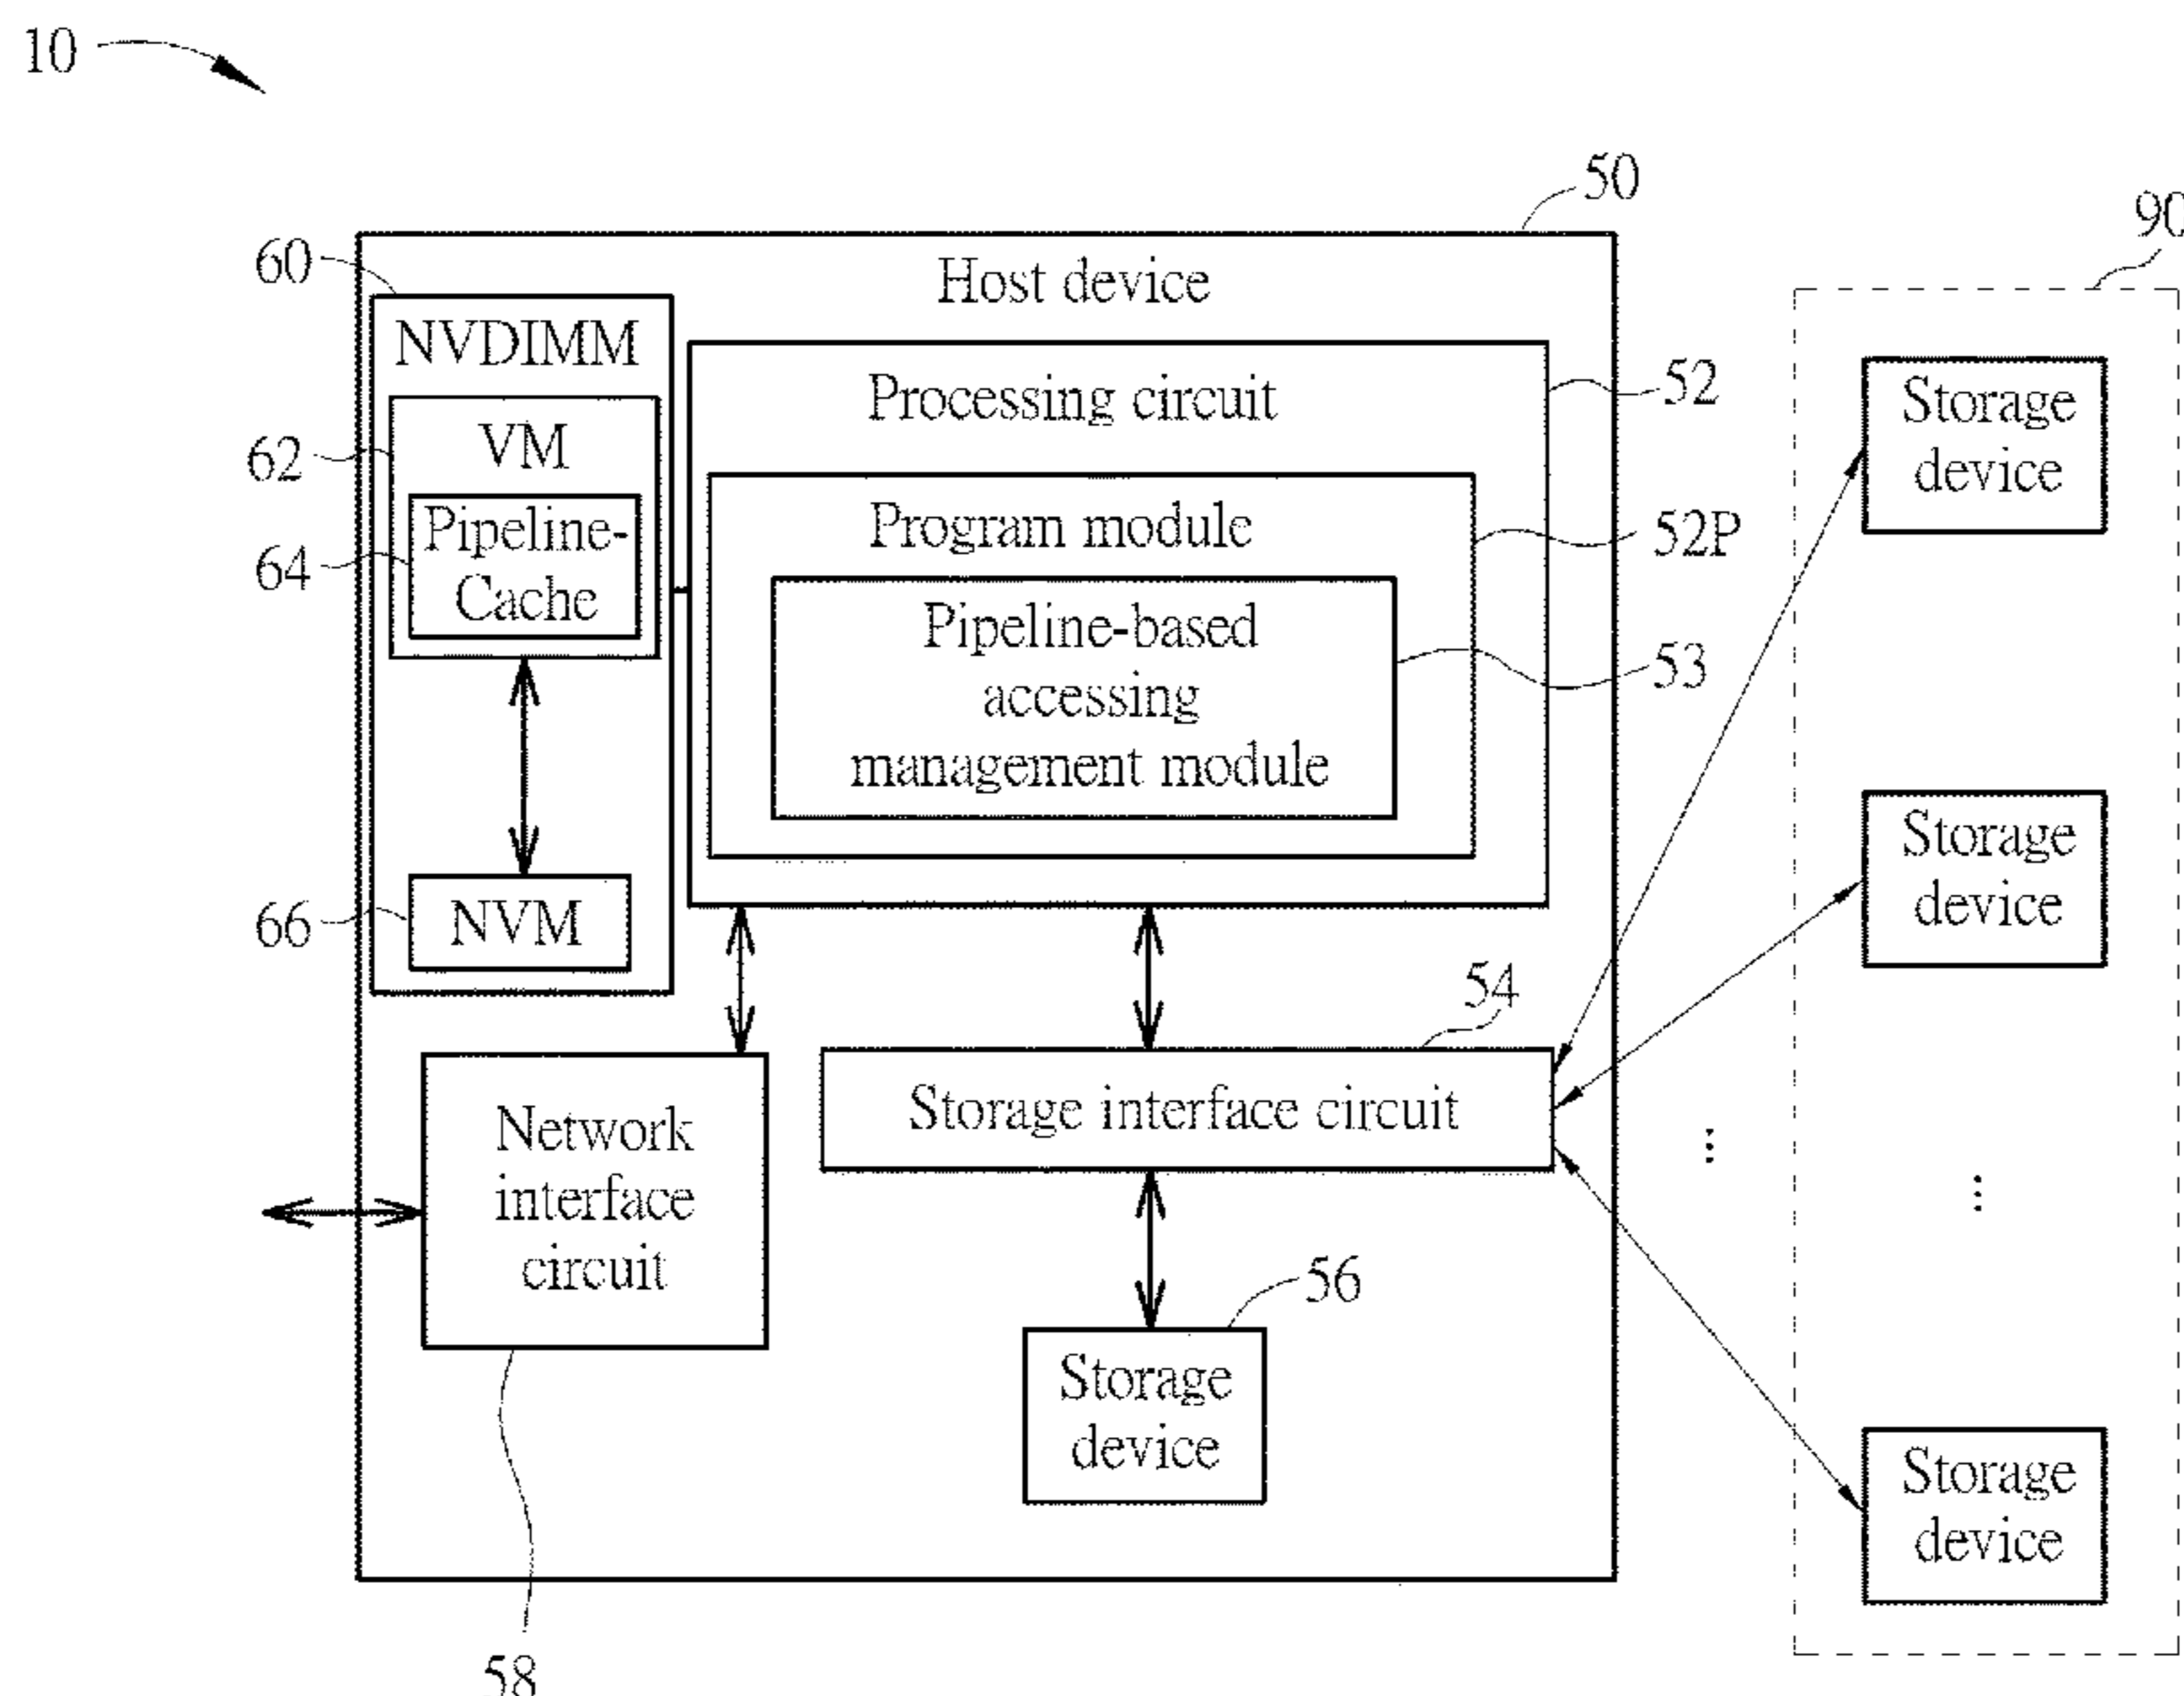 10
50
90
60
Host device
NVDIMM
Processing circuit
52
Storage
device
62
VM
Program module
52P
64
Pipeline-
Cache
Pipeline-based
accessing
management module
53
Storage
device
66
NVM
54
Network
interface
circuit
Storage interface circuit
...
...
56
Storage
device
Storage
device
58